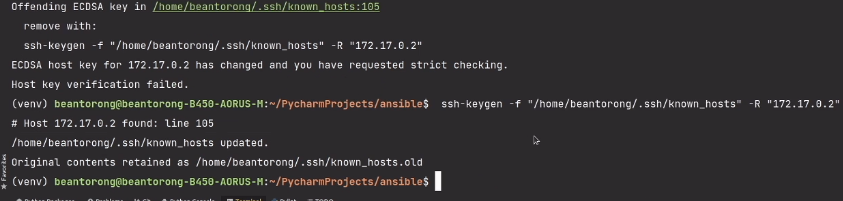 Offending ECDSA key in /home/beantorong/.ssh/known_hosts:105
remove with:
ssh-keygen -f "/home/beantorong/.ssh/known_hosts" -R "172.17.0.2"
ECDSA host key for 172.17.0.2 has changed and you have requested strict checking.
Host key verification failed.
(venv) beantorong@beantorong-B450-AORUS-M:~/PycharmProjects/ansible$ ssh-keygen -f "/home/beantorong/.ssh/known_hosts" -R "172.17.0.2"
# Host 172.17.0.2 found: line 105
/home/beantorong/.ssh/known_hosts updated.
Original contents retained as /home/beantorong/.ssh/known_hosts.old
(venv) beantorong@beantorong-B450-AORUS-M:~/PycharmProjects/ansible$
Favorites